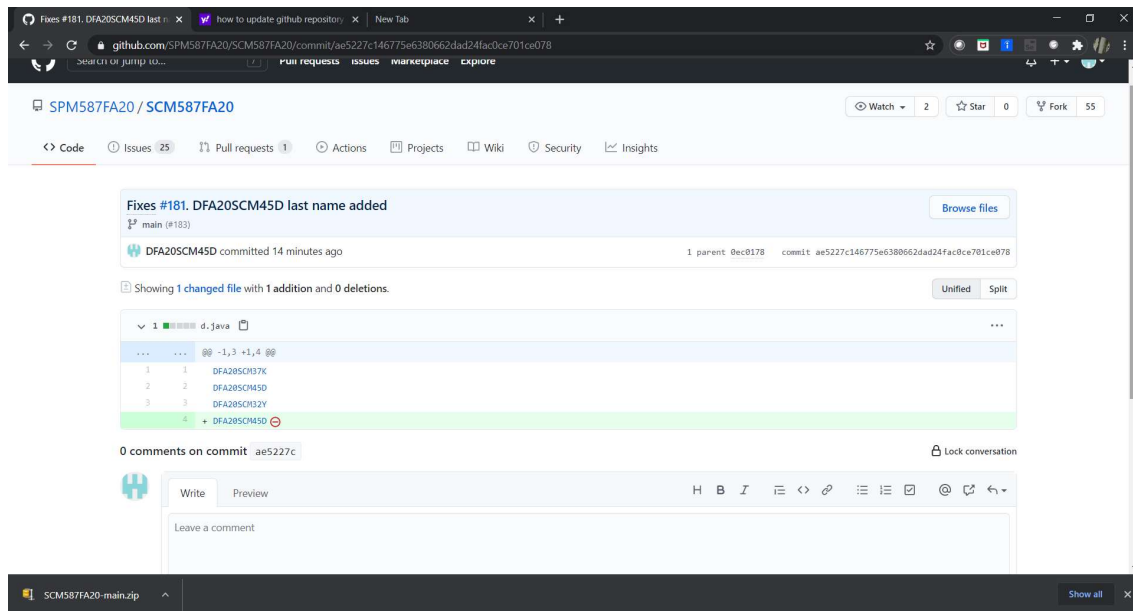 Fixes #181. DFA20SCM45D last n
how to update github repository
New Tab
github.com/SPM587FA20/SCM587FA20/commit/ae5227c146775e6380662dad24fac0ce701ce078
Search or jump to... / Pull requests Issues Marketplace Explore
SPM587FA20 / SCM587FA20
Watch 2 Star 0 Fork 55
Code Issues 25 Pull requests 1 Actions Projects Wiki Security Insights
Fixes #181. DFA20SCM45D last name added
Browse files
main (#183)
DFA20SCM45D committed 14 minutes ago
1 parent 0ec0178 commit ae5227c146775e6380662dad24fac0ce701ce078
Showing 1 changed file with 1 addition and 0 deletions.
Unified Split
1 d.java
... ... @@ -1,3 +1,4 @@
1 1 DFA20SCM37K
2 2 DFA20SCM45D
3 3 DFA20SCM32Y
4 + DFA20SCM45D
0 comments on commit ae5227c
Lock conversation
Write Preview
H B I
Leave a comment
SCM587FA20-main.zip
Show all